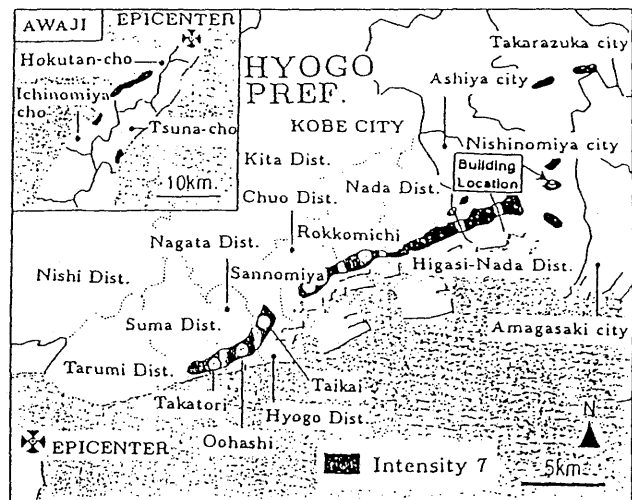 AWAJI
EPICENTER
Hokutan-cho
Ichinomiya
cho
Tsuna-cho
10km.
HYOGO
PREF.
KOBE CITY
Takarazuka city
Ashiya city
Nishinomiya city
Building
Location
Kita Dist.
Nada Dist.
Chuo Dist.
Rokkomichi
Nagata Dist.
Sannomiya
Higasi-Nada Dist.
Nishi Dist.
Suma Dist.
Amagasaki city
Tarumi Dist.
Taikai
Takatori
Hyogo Dist.
Oohashi
N
EPICENTER
Intensity 7
5km.